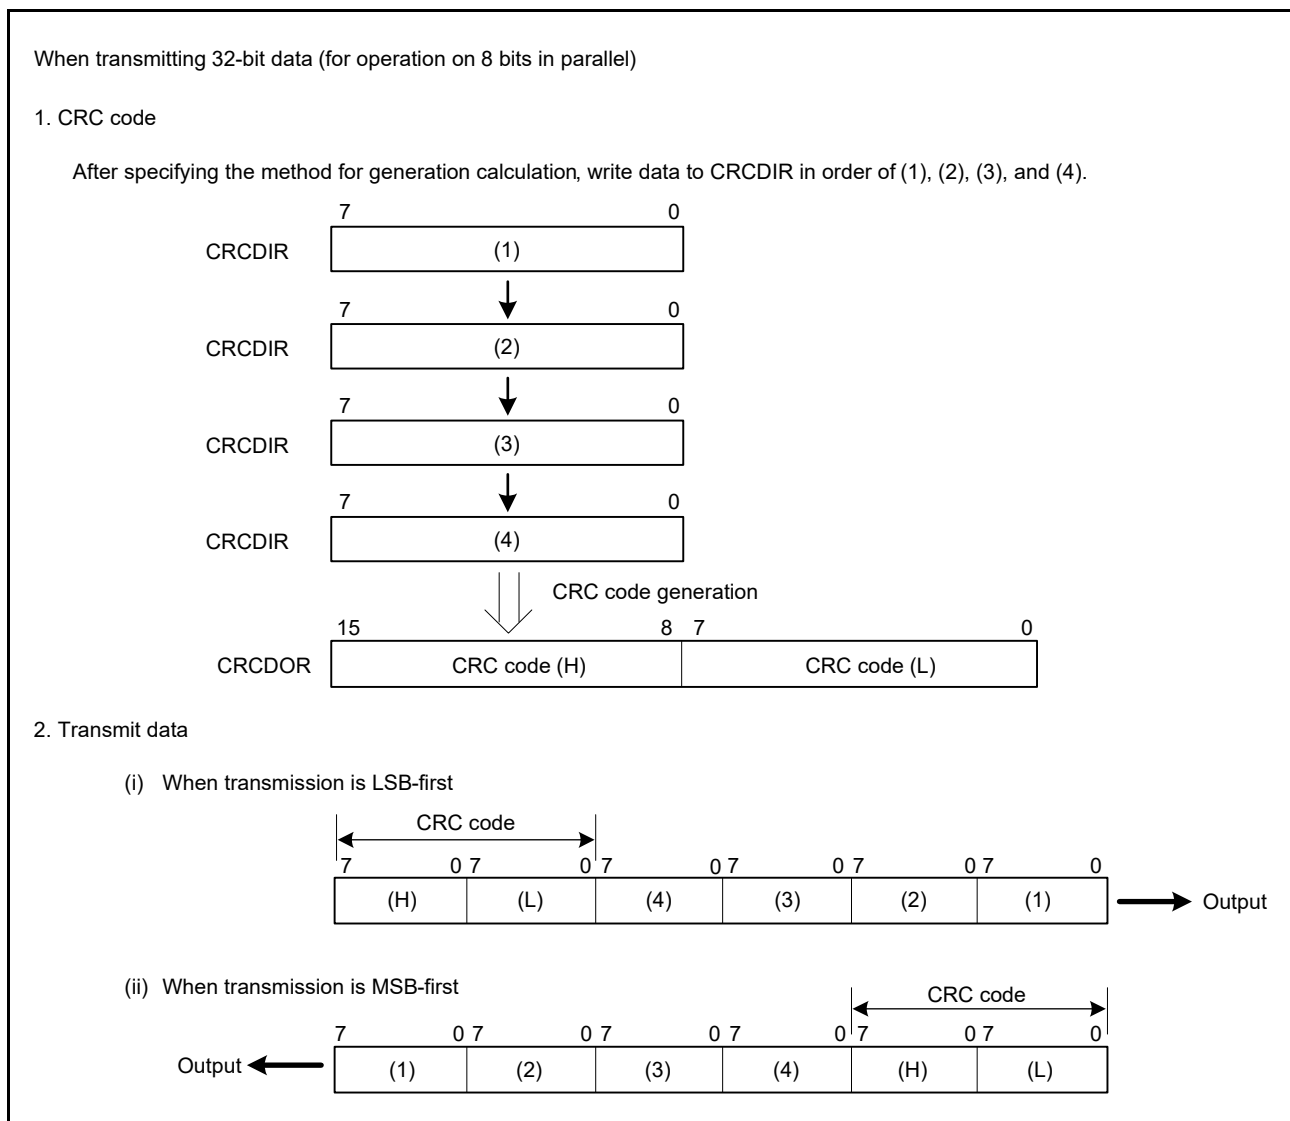 When transmitting 32-bit data (for operation on 8 bits in parallel)
1. CRC code
After specifying the method for generation calculation, write data to CRCDIR in order of (1), (2), (3), and (4).
7 0
CRCDIR (1)
7 0
CRCDIR (2)
7 0
CRCDIR (3)
7 0
CRCDIR (4)
CRC code generation
15 8 7 0
CRCDOR CRC code (H) CRC code (L)
2. Transmit data
(i) When transmission is LSB-first
CRC code
7 0 7 0 7 0 7 0 7 0 7 0
(H) (L) (4) (3) (2) (1) Output
(ii) When transmission is MSB-first
CRC code
7 0 7 0 7 0 7 0 7 0 7 0
Output (1) (2) (3) (4) (H) (L)